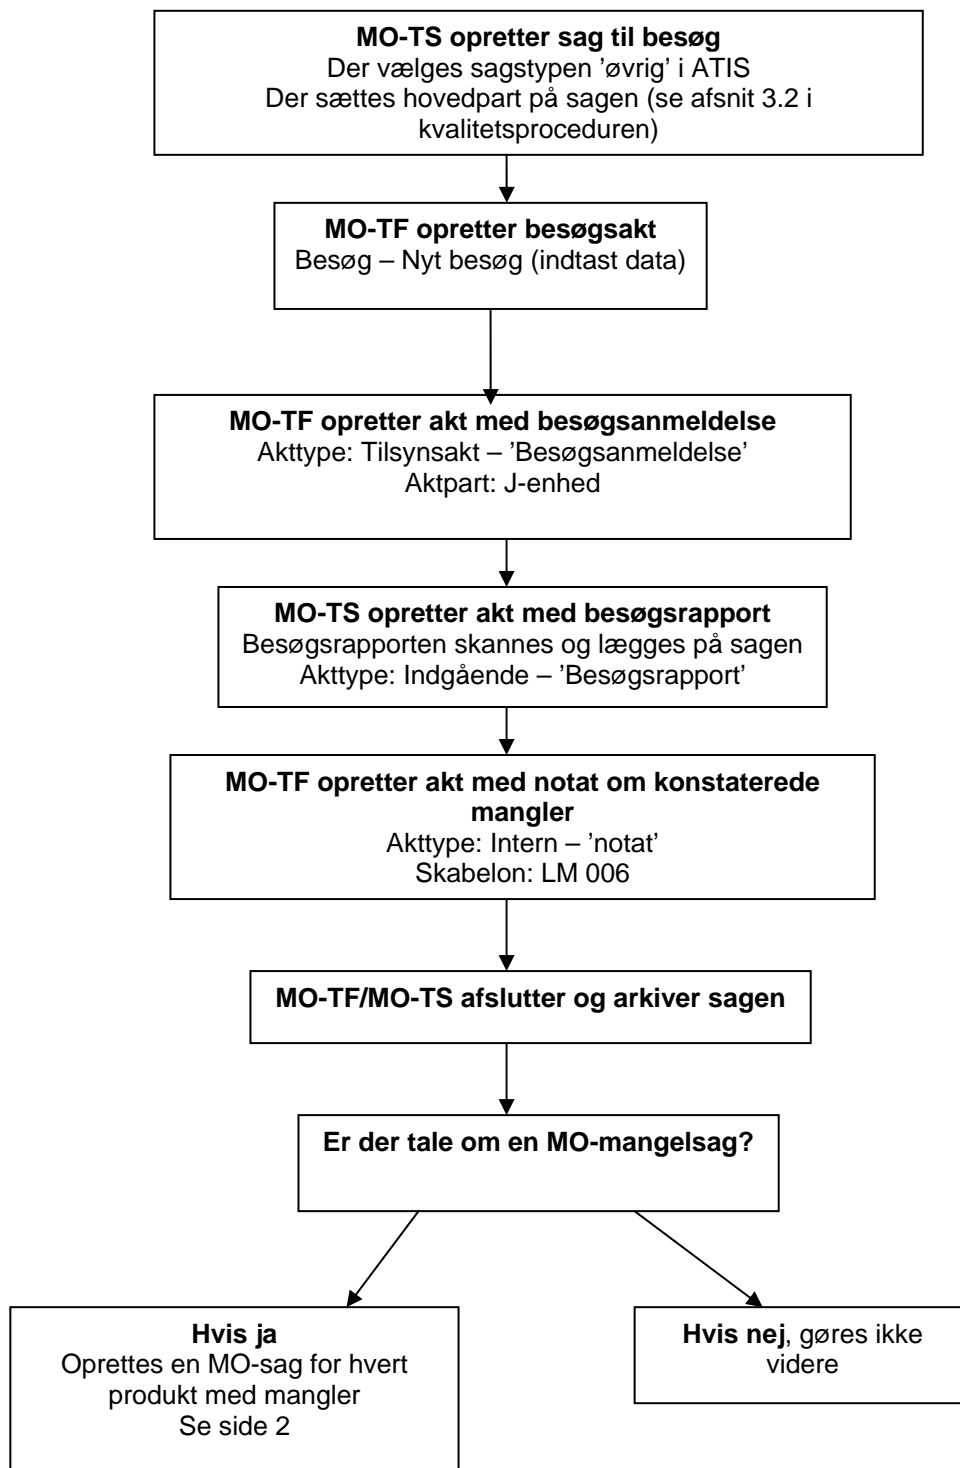 MO-TS opretter sag til besøg
Der vælges sagstypen ’øvrig’ i ATIS
Der sættes hovedpart på sagen (se afsnit 3.2 i
kvalitetsproceduren)
MO-TF opretter besøgsakt
Besøg – Nyt besøg (indtast data)
MO-TF opretter akt med besøgsanmeldelse
Akttype: Tilsynsakt – ’Besøgsanmeldelse’
Aktpart: J-enhed
MO-TS opretter akt med besøgsrapport
Besøgsrapporten skannes og lægges på sagen
Akttype: Indgående – ’Besøgsrapport’
MO-TF opretter akt med notat om konstaterede
mangler
Akttype: Intern – ’notat’
Skabelon: LM 006
MO-TF/MO-TS afslutter og arkiver sagen
Er der tale om en MO-mangelsag?
Hvis ja
Oprettes en MO-sag for hvert
produkt med mangler
Se side 2
Hvis nej, gøres ikke
videre